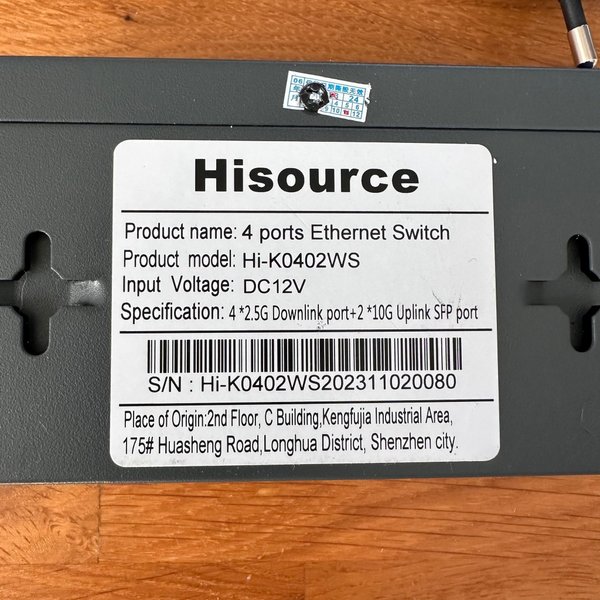 Hisource
Product name: 4 ports Ethernet Switch
Product model: Hi-K0402WS
Input Voltage: DC12V
Specification: 4 *2.5G Downlink port+2 *10G Uplink SFP port
S/N : Hi-K0402WS202311020080
Place of Origin:2nd Floor, C Building,Kengfujia Industrial Area,
175# Huasheng Road,Longhua District, Shenzhen city.